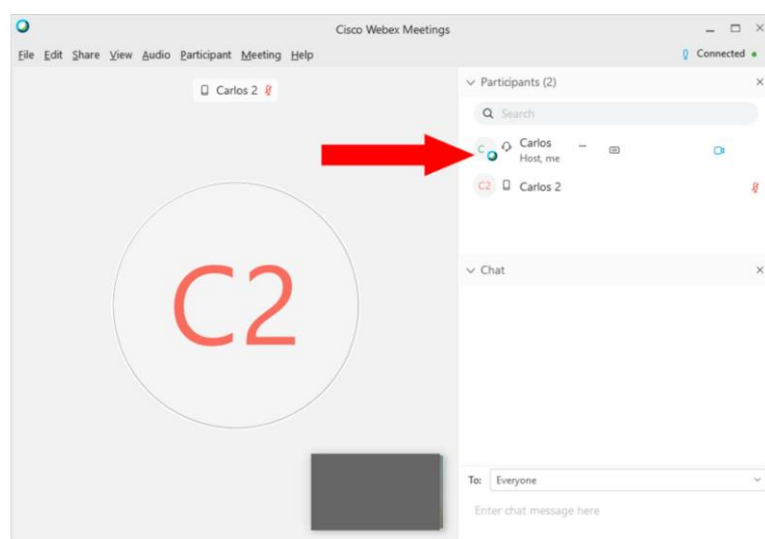 Cisco Webex Meetings
File Edit Share View Audio Participant Meeting Help
Connected
Carlos 2
C2
Participants (2)
Search
C
Carlos
Host, me
C2 Carlos 2
Chat
To: Everyone
Enter chat message here